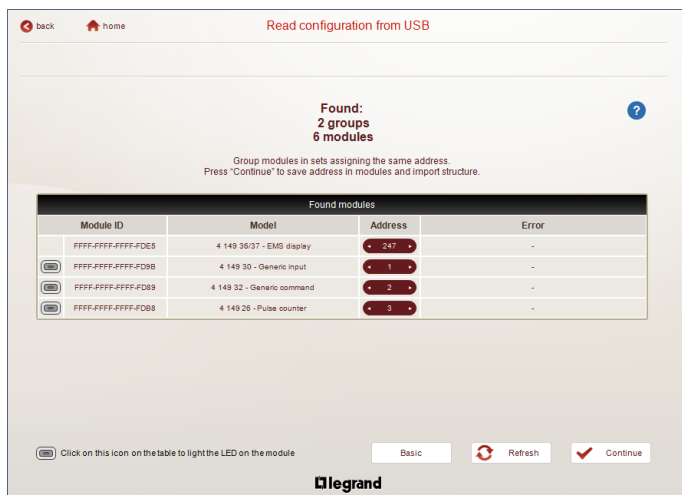 back home Read configuration from USB
Found:
2 groups
6 modules
?
Group modules in sets assigning the same address.
Press "Continue" to save address in modules and import structure.
Found modules
Module ID Model Address Error
FFFF-FFFF-FFFF-FDE5 4 149 36/37 - EMS display 247 -
FFFF-FFFF-FFFF-FD9B 4 149 30 - Generic input 1 -
FFFF-FFFF-FFFF-FD89 4 149 32 - Generic command 2 -
FFFF-FFFF-FFFF-FDB8 4 149 26 - Pulse counter 3 -
Click on this icon on the table to light the LED on the module Basic Refresh Continue
legrand